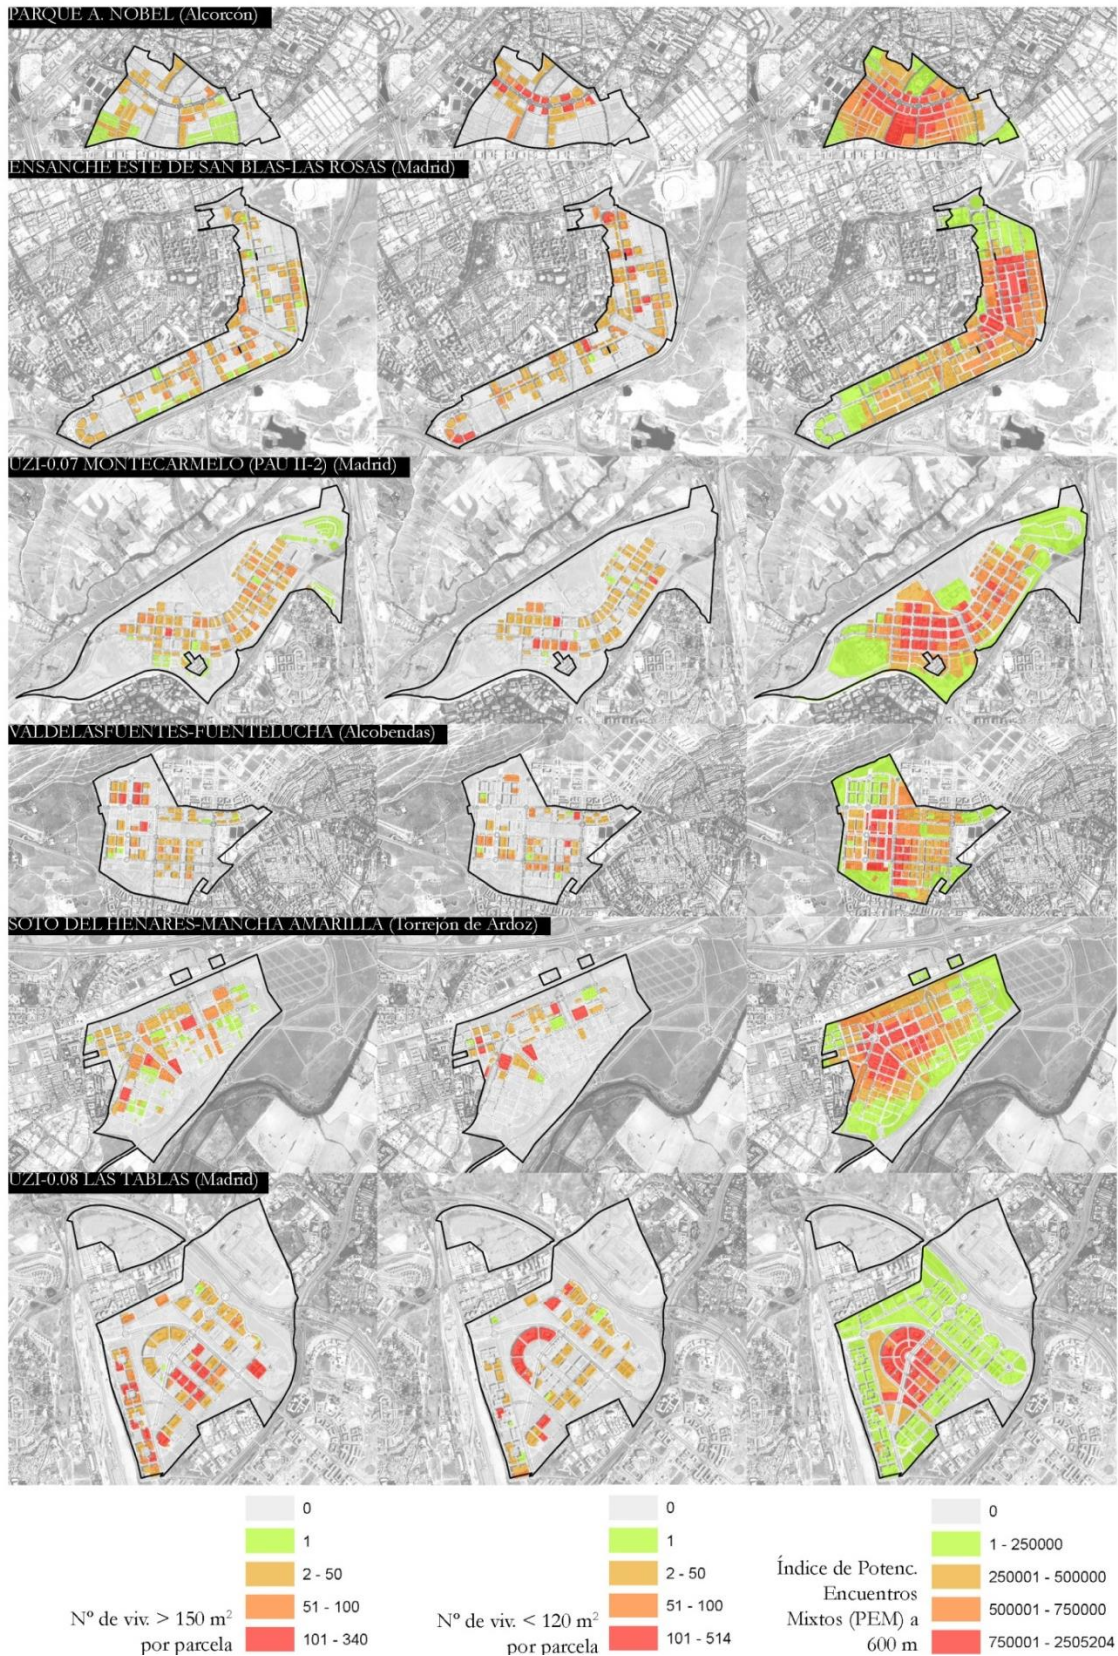 PARQUE A. NOBEL (Alcorcón)
ENSANCHE ESTE DE SAN BLAS-LAS ROSAS (Madrid)
UZI-0.07 MONTECARMELO (PAU II-2) (Madrid)
VALDELASFUENTES-FUENTELUCHA (Alcobendas)
SOTO DEL HENARES-MANCHA AMARILLA (Torrejón de Ardoz)
UZI-0.08 LAS TABLAS (Madrid)
0
1
2 - 50
51 - 100
101 - 340
Nº de viv. > 150 m²
por parcela
0
1
2 - 50
51 - 100
101 - 514
Nº de viv. < 120 m²
por parcela
0
1 - 250000
250001 - 500000
500001 - 750000
750001 - 2505204
Índice de Potenc.
Encuentros
Mixtos (PEM) a
600 m